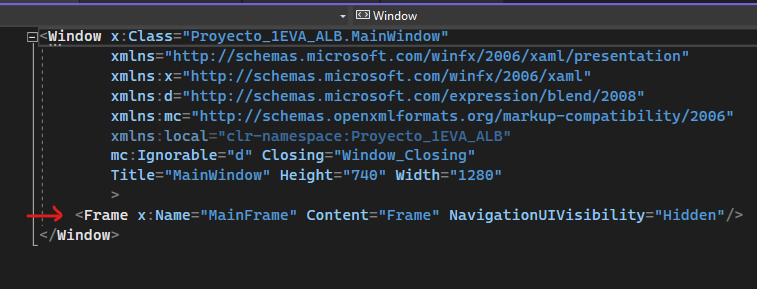 Window
<Window x:Class="Proyecto_1EVA_ALB.MainWindow"
xmlns="http://schemas.microsoft.com/winfx/2006/xaml/presentation"
xmlns:x="http://schemas.microsoft.com/winfx/2006/xaml"
xmlns:d="http://schemas.microsoft.com/expression/blend/2008"
xmlns:mc="http://schemas.openxmlformats.org/markup-compatibility/2006"
xmlns:local="clr-namespace:Proyecto_1EVA_ALB"
mc:Ignorable="d" Closing="Window_Closing"
Title="MainWindow" Height="740" Width="1280"
>
<Frame x:Name="MainFrame" Content="Frame" NavigationUIVisibility="Hidden"/>
</Window>